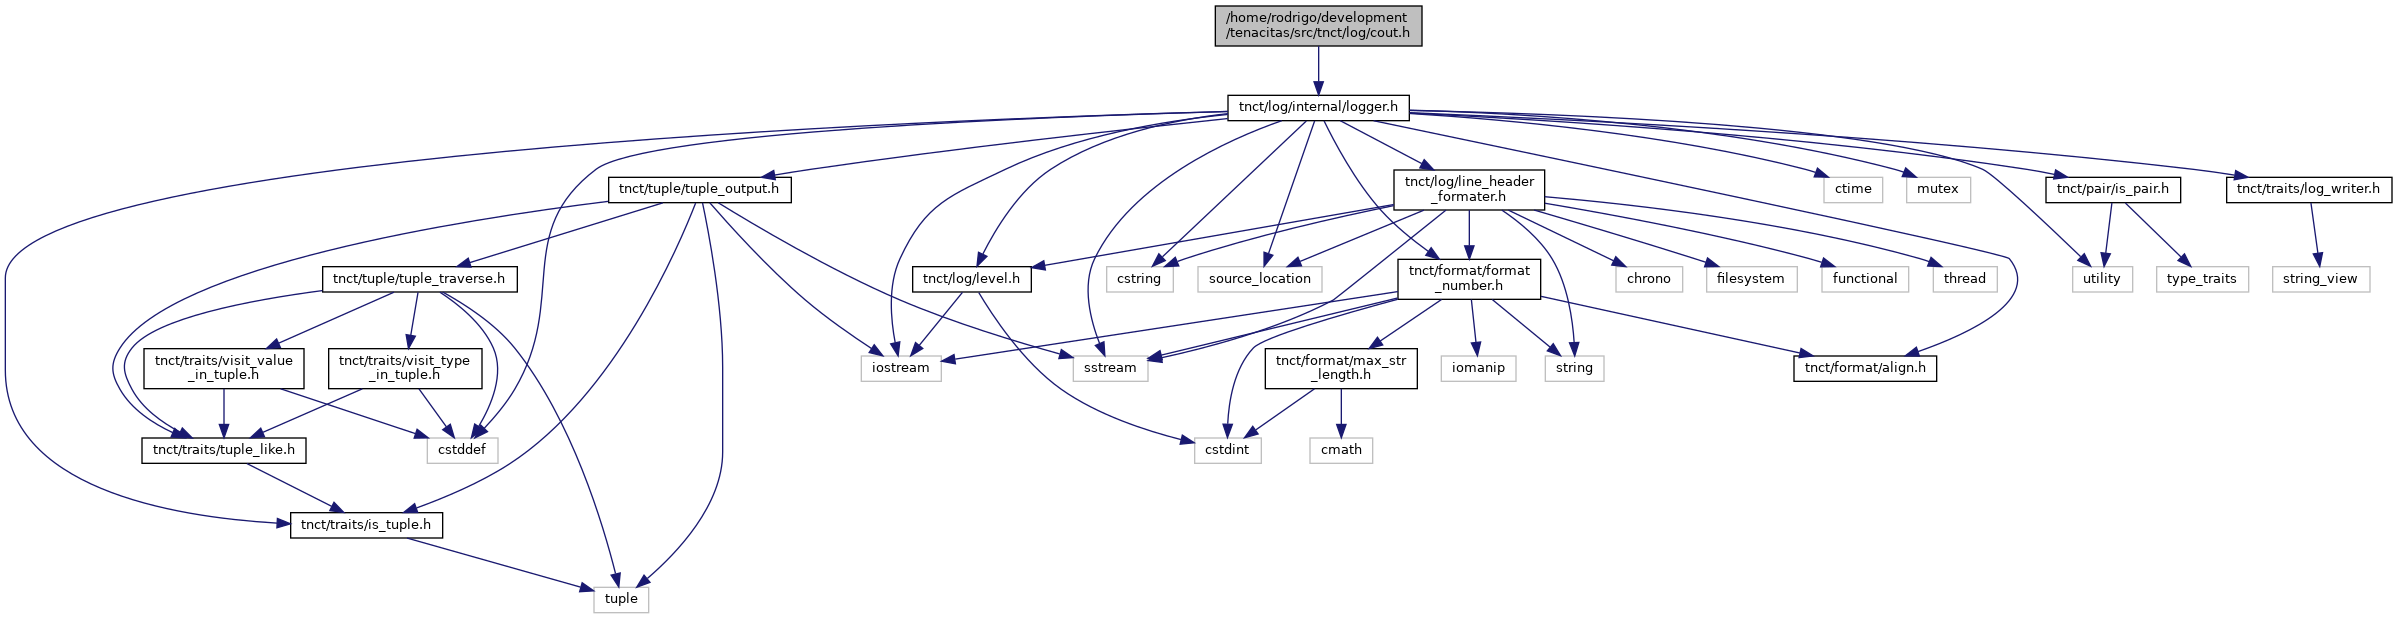 /home/rodrigo/development
/tenacitas/src/tnct/log/cout.h
tnct/log/internal/logger.h
tnct/tuple/tuple_output.h
tnct/log/line_header
_formater.h
ctime
mutex
tnct/pair/is_pair.h
tnct/traits/log_writer.h
tnct/tuple/tuple_traverse.h
tnct/log/level.h
cstring
source_location
tnct/format/format
_number.h
chrono
filesystem
functional
thread
utility
type_traits
string_view
tnct/traits/visit_value
_in_tuple.h
tnct/traits/visit_type
_in_tuple.h
iostream
sstream
tnct/format/max_str
_length.h
iomanip
string
tnct/format/align.h
tnct/traits/tuple_like.h
cstddef
cstdint
cmath
tnct/traits/is_tuple.h
tuple